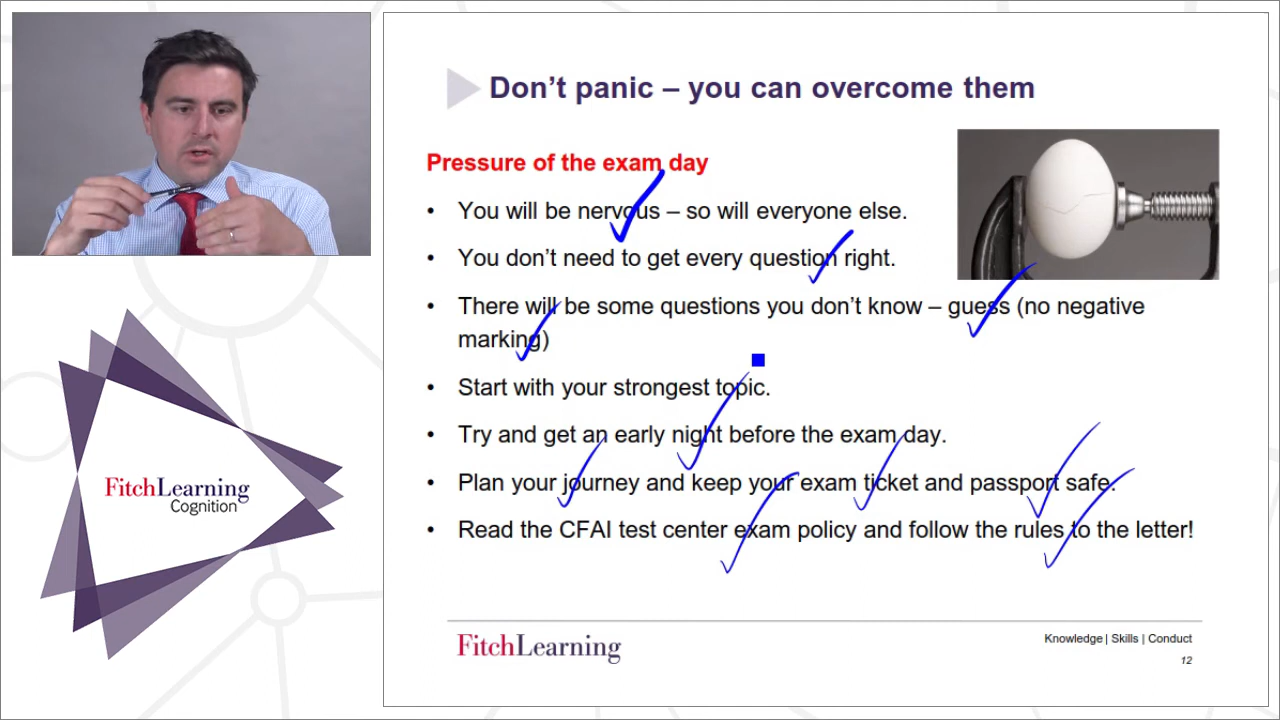 Don't panic – you can overcome them
Pressure of the exam day
• You will be nervous – so will everyone else.
• You don't need to get every question right.
• There will be some questions you don't know – guess (no negative
marking)
• Start with your strongest topic.
• Try and get an early night before the exam day.
• Plan your journey and keep your exam ticket and passport safe.
• Read the CFAI test center exam policy and follow the rules to the letter!
FitchLearning
Cognition
FitchLearning
Knowledge | Skills | Conduct
12